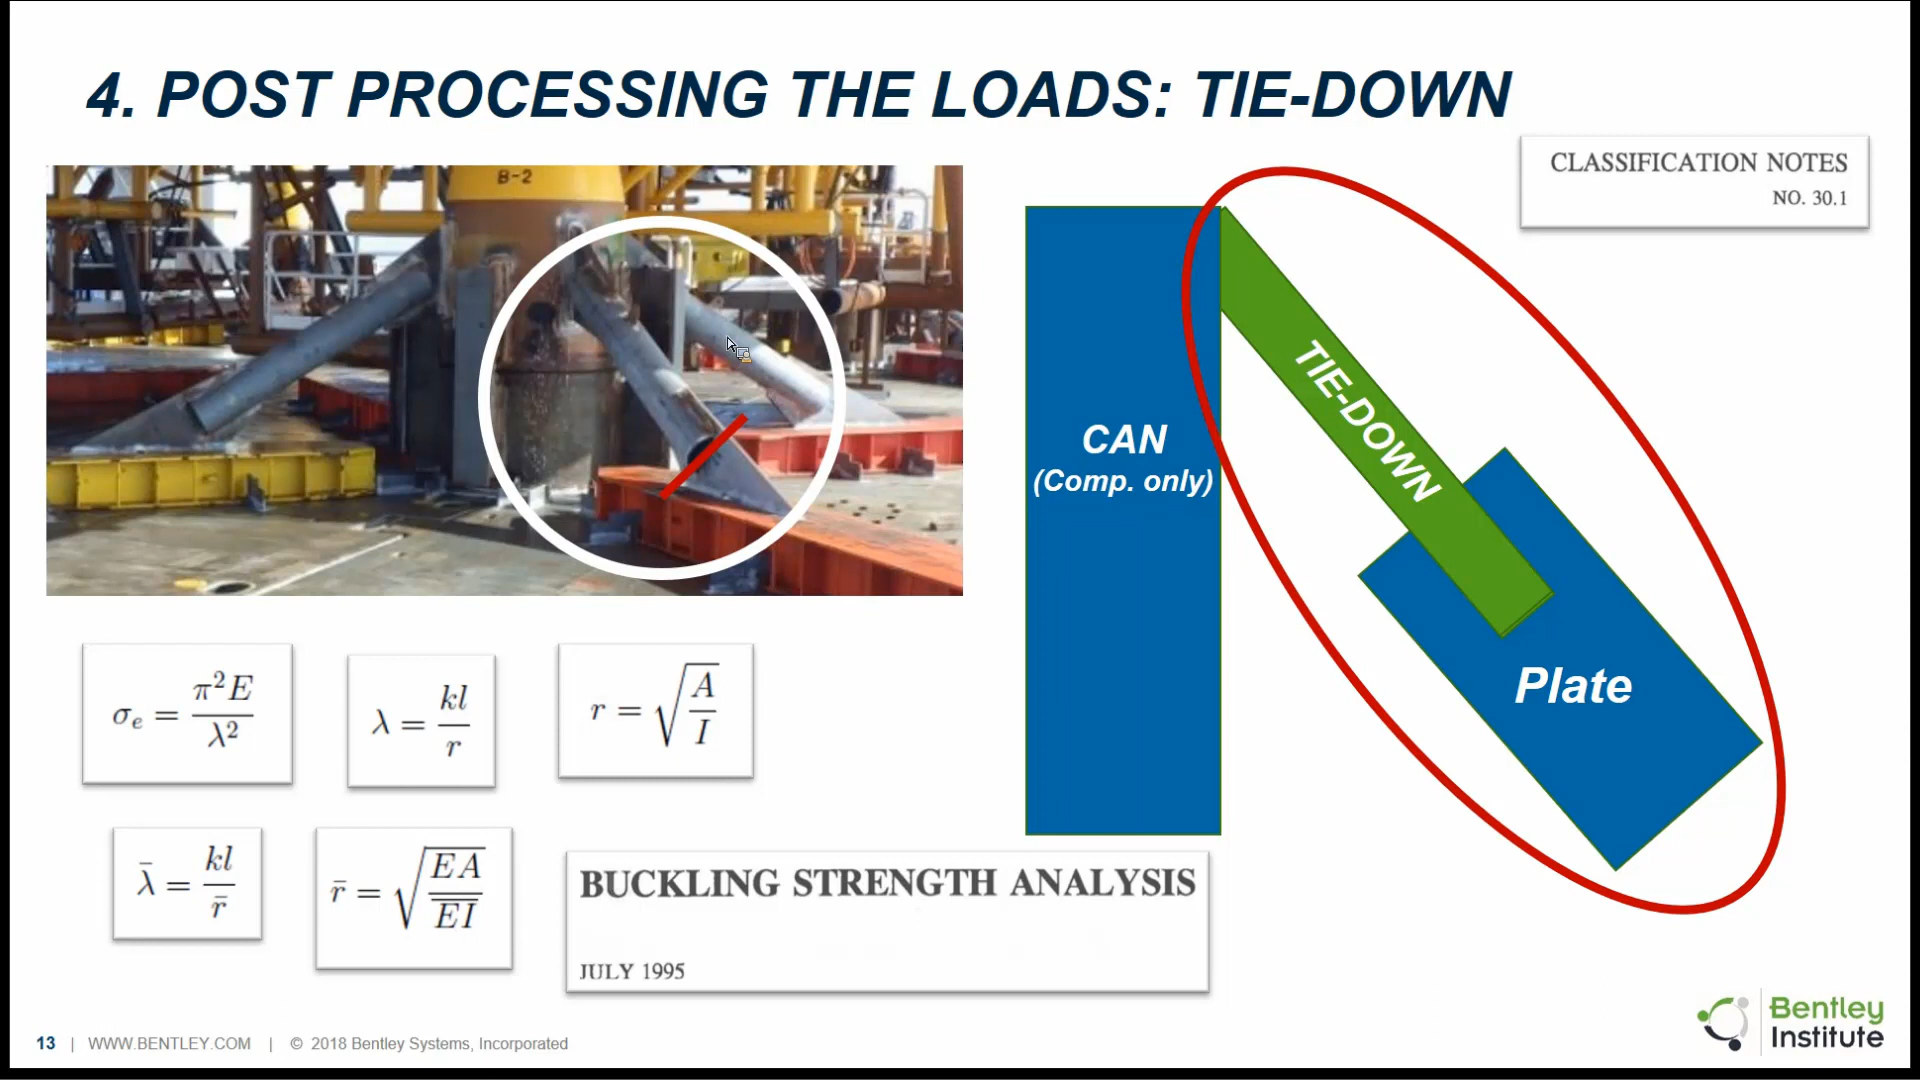 4. POST PROCESSING THE LOADS: TIE-DOWN
CLASSIFICATION NOTES
NO. 30.1
B-2
CAN
(Comp. only)
TIE-DOWN
Plate
σ_e = π²E / λ²
λ = kl / r
r = √(A / I)
λ̄ = kl / r̄
r̄ = √(E̅A̅ / E̅I̅)
BUCKLING STRENGTH ANALYSIS
JULY 1995
13 | WWW.BENTLEY.COM | © 2018 Bentley Systems, Incorporated
Bentley
Institute